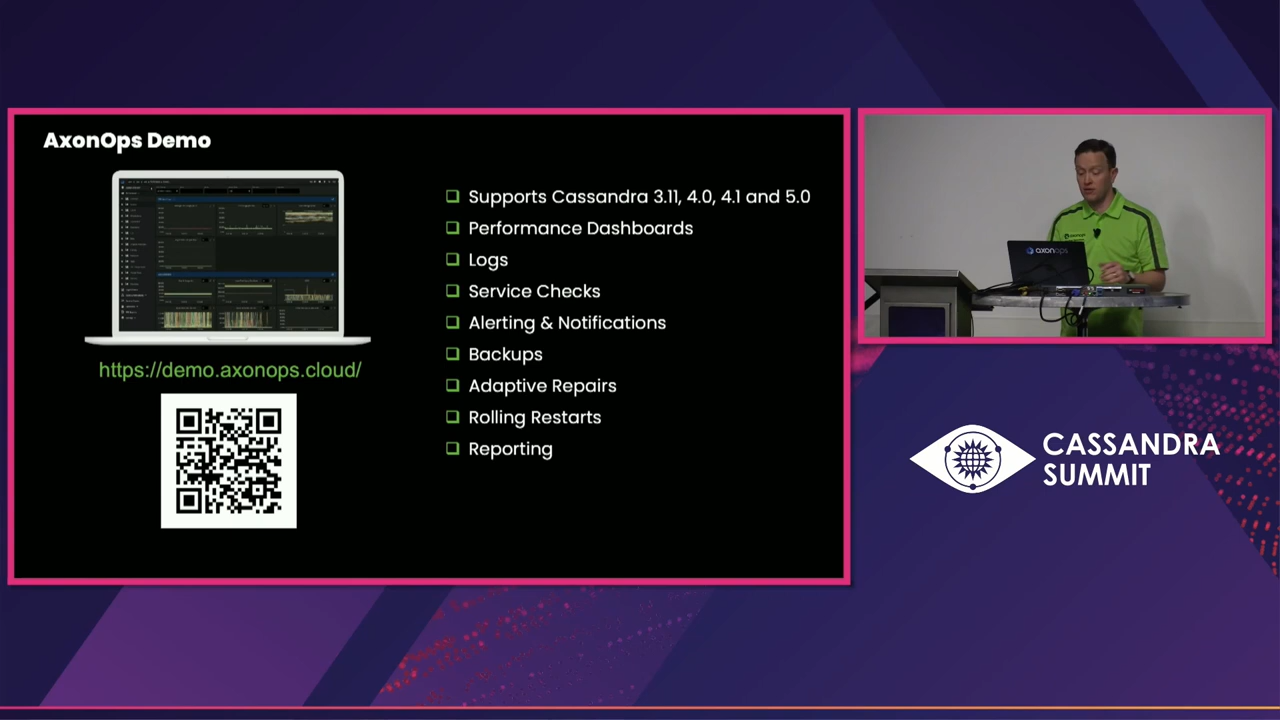 AxonOps Demo
Supports Cassandra 3.11, 4.0, 4.1 and 5.0
Performance Dashboards
Logs
Service Checks
Alerting & Notifications
Backups
Adaptive Repairs
Rolling Restarts
Reporting
https://demo.axonops.cloud/
axonops
CASSANDRA
SUMMIT